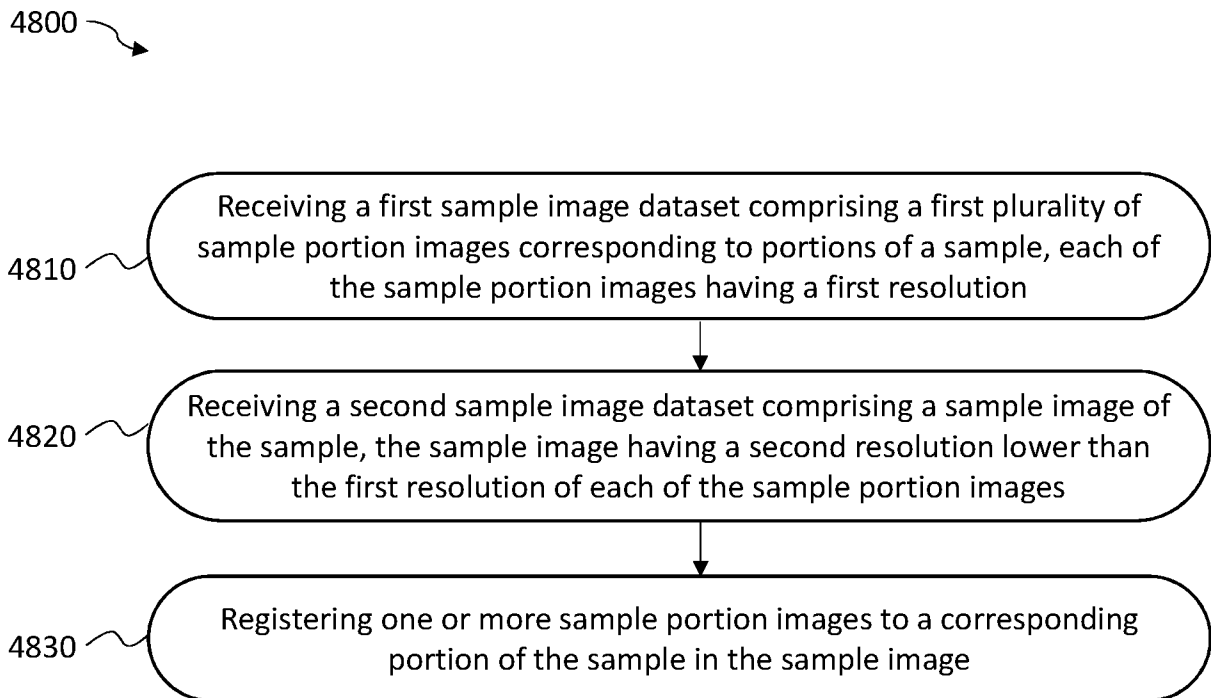 4800
Receiving a first sample image dataset comprising a first plurality of
sample portion images corresponding to portions of a sample, each of
the sample portion images having a first resolution
4810
Receiving a second sample image dataset comprising a sample image of
the sample, the sample image having a second resolution lower than
the first resolution of each of the sample portion images
4820
Registering one or more sample portion images to a corresponding
portion of the sample in the sample image
4830